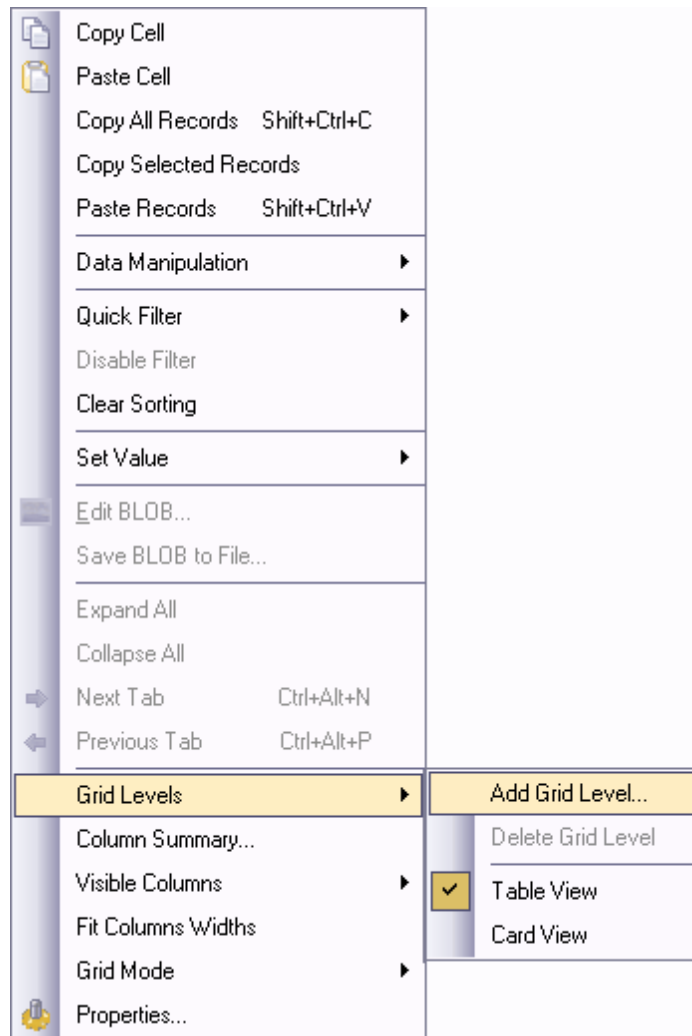 Copy Cell
Paste Cell
Copy All Records Shift+Ctrl+C
Copy Selected Records
Paste Records Shift+Ctrl+V
Data Manipulation
Quick Filter
Disable Filter
Clear Sorting
Set Value
Edit BLOB...
Save BLOB to File...
Expand All
Collapse All
Next Tab Ctrl+Alt+N
Previous Tab Ctrl+Alt+P
Grid Levels
Column Summary...
Visible Columns
Fit Columns Widths
Grid Mode
Properties...
Add Grid Level...
Delete Grid Level
Table View
Card View